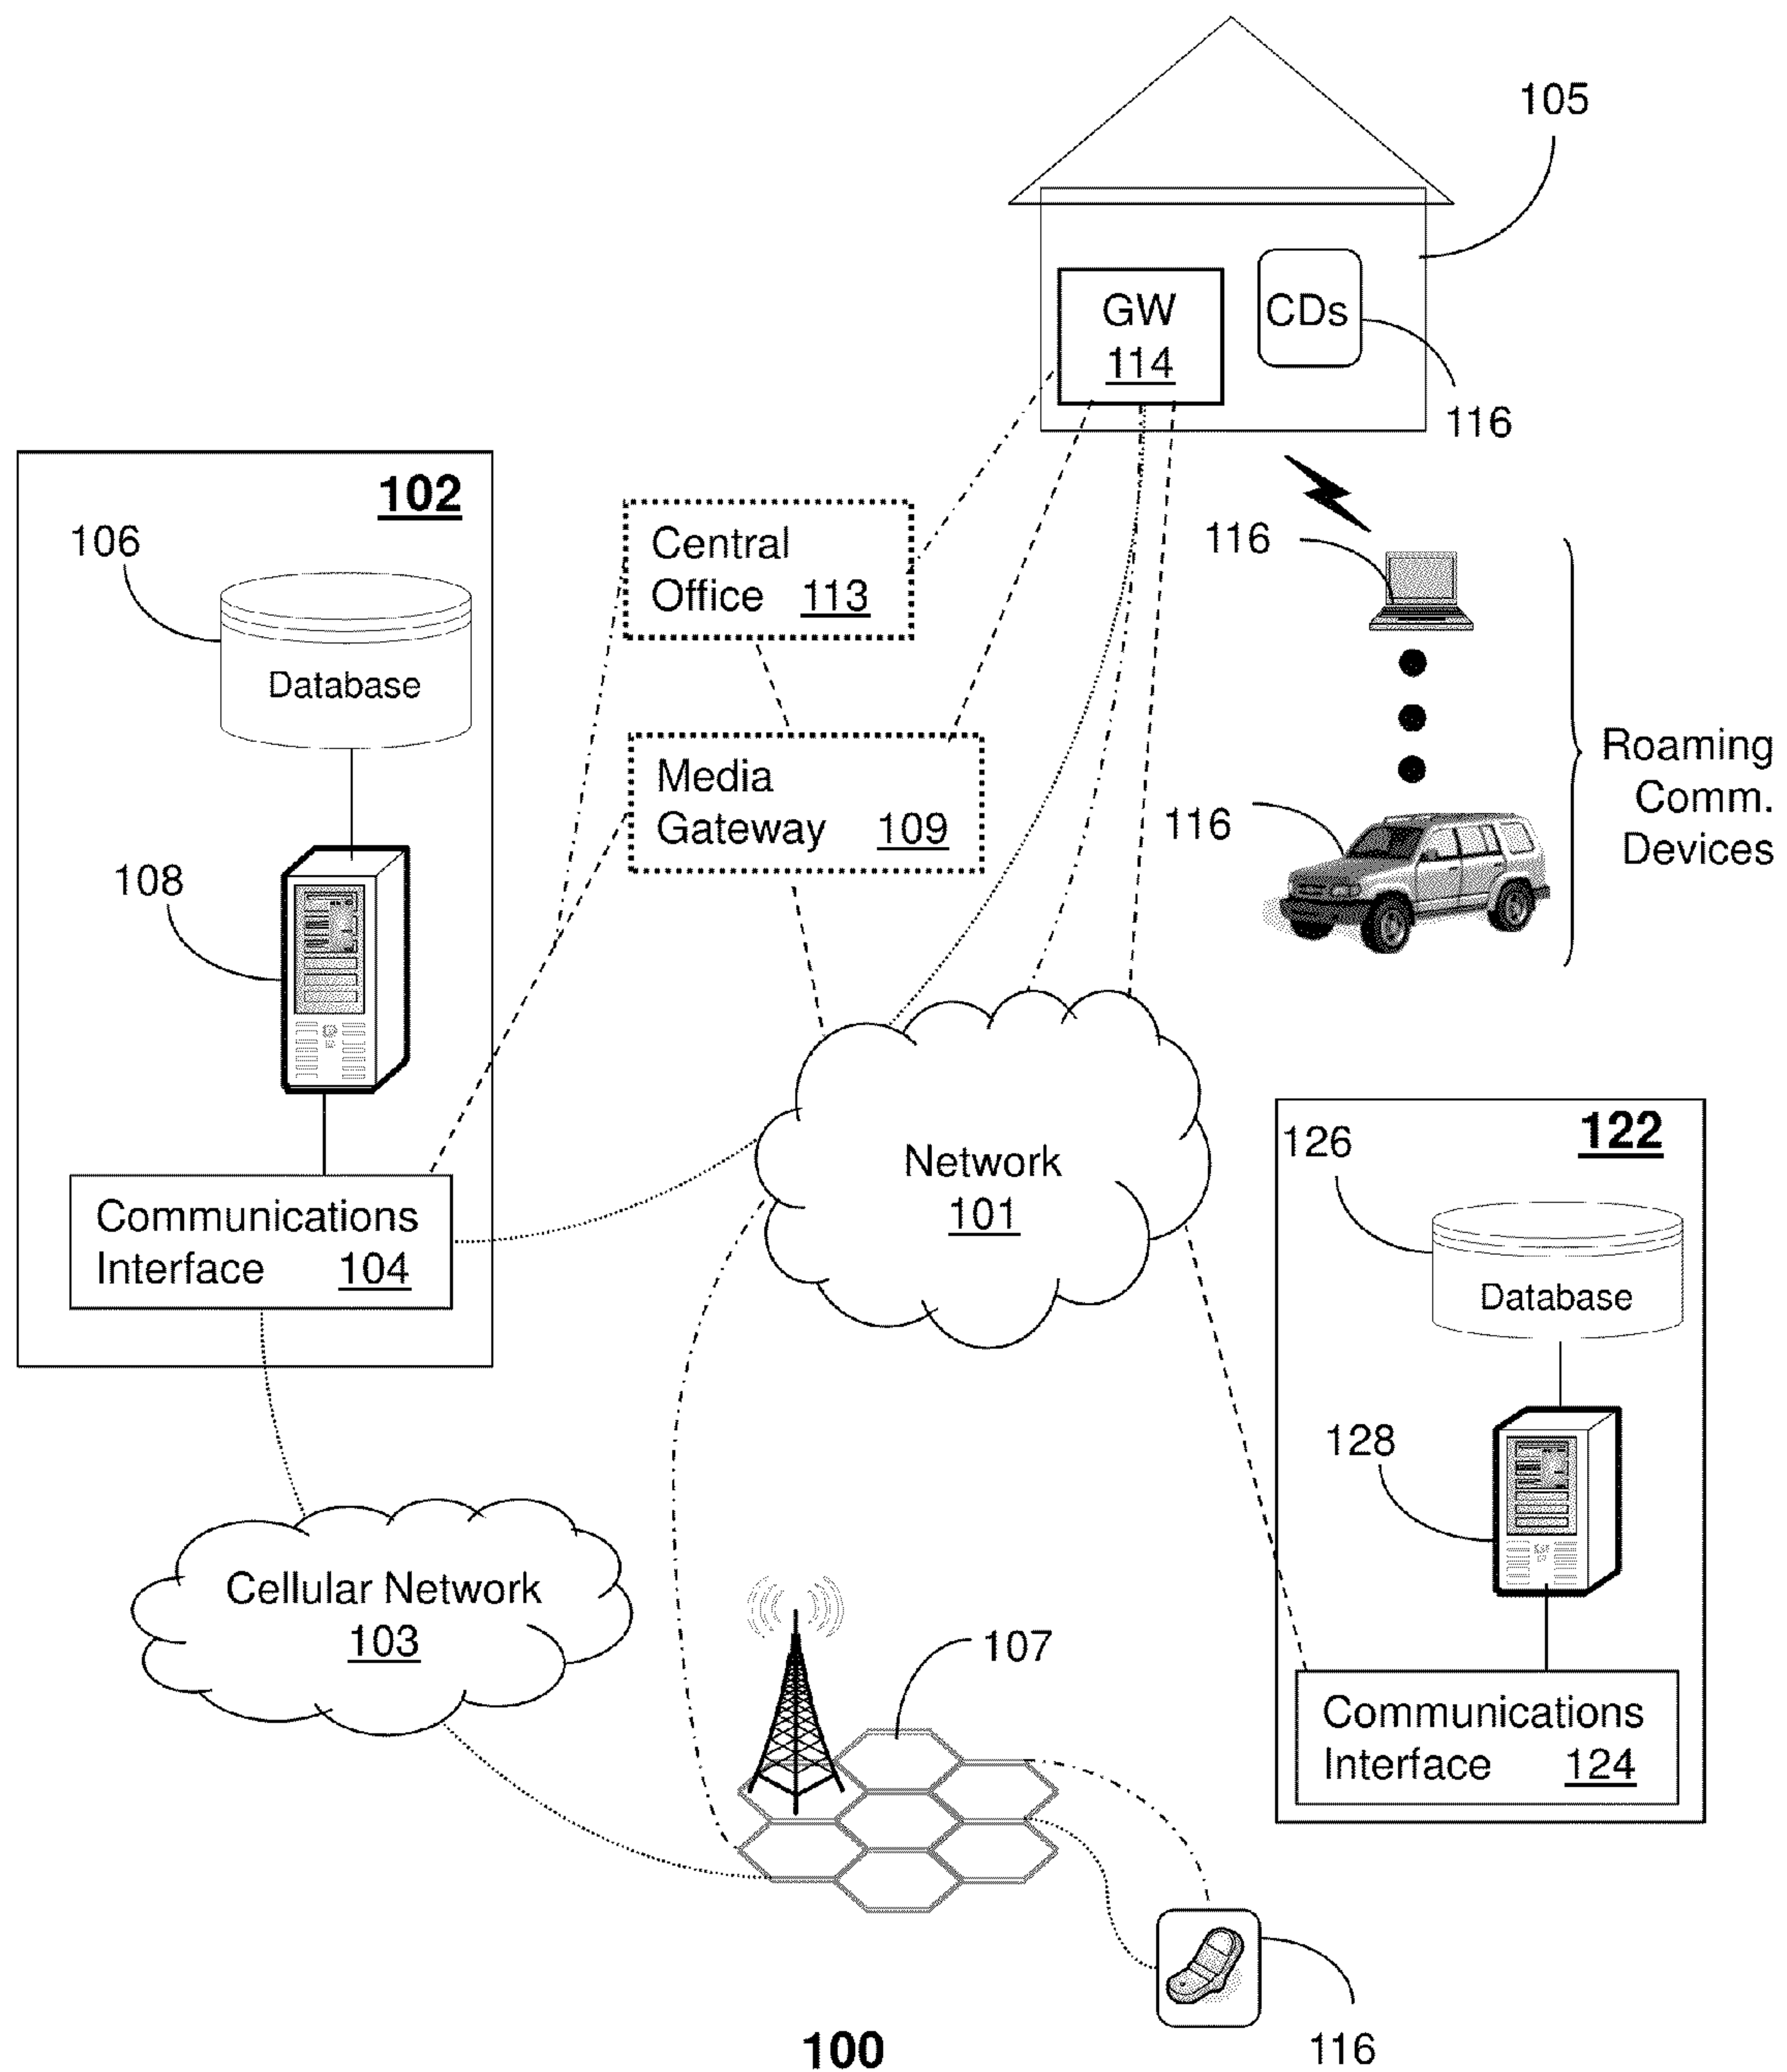 105
GW
114
CDs
116
102
106
Database
Central
Office 113
116
Roaming
Comm.
Devices
Media
Gateway 109
116
108
Network
101
122
126
Database
Communications
Interface 104
128
Cellular Network
103
107
Communications
Interface 124
100
116